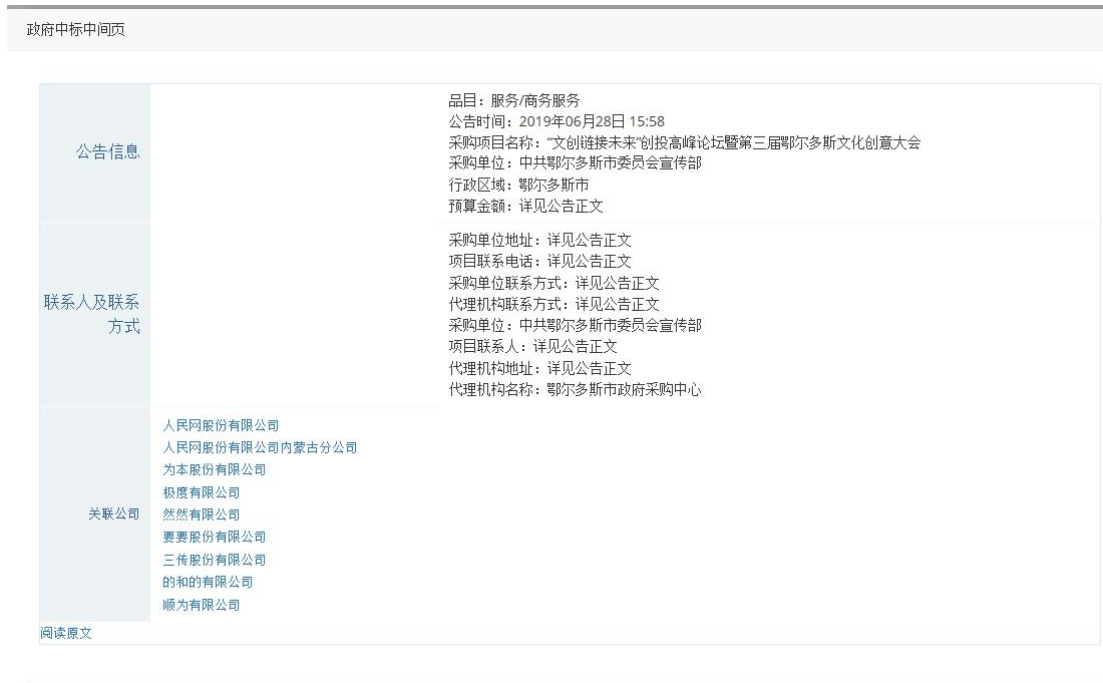 政府中标中间页
公告信息
品目：服务/商务服务
公告时间：2019年06月28日 15:58
采购项目名称：“文创链接未来”创投高峰论坛暨第三届鄂尔多斯文化创意大会
采购单位：中共鄂尔多斯市委员会宣传部
行政区域：鄂尔多斯市
预算金额：详见公告正文
联系人及联系
方式
采购单位地址：详见公告正文
项目联系电话：详见公告正文
采购单位联系方式：详见公告正文
代理机构联系方式：详见公告正文
采购单位：中共鄂尔多斯市委员会宣传部
项目联系人：详见公告正文
代理机构地址：详见公告正文
代理机构名称：鄂尔多斯市政府采购中心
关联公司
人民网股份有限公司
人民网股份有限公司内蒙古分公司
为本股份有限公司
极度有限公司
然然有限公司
要要股份有限公司
三传股份有限公司
的和的有限公司
顺为有限公司
阅读原文